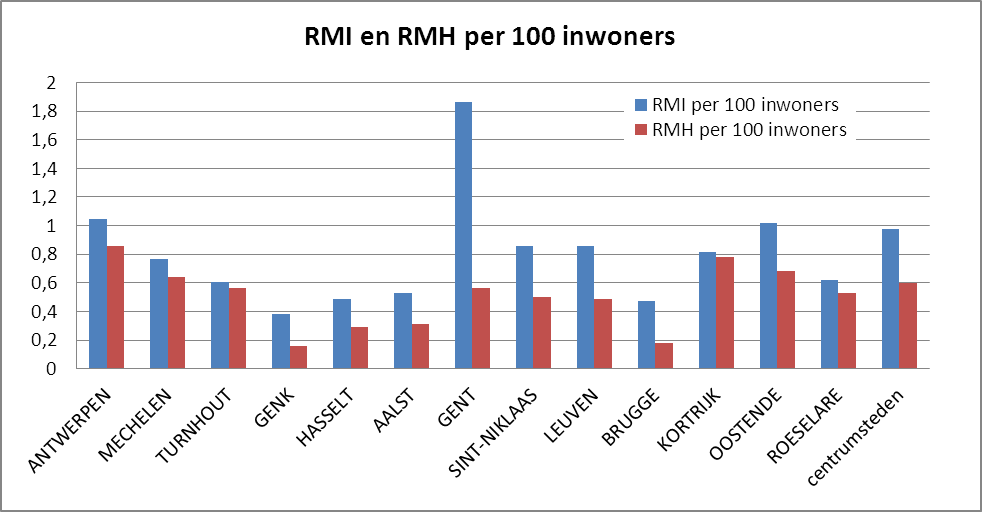 RMI en RMH per 100 inwoners
2
1,8
1,6
1,4
1,2
1
0,8
0,6
0,4
0,2
0
RMI per 100 inwoners
RMH per 100 inwoners
ANTWERPEN
MECHELEN
TURNHOUT
GENK
HASSELT
AALST
GENT
SINT-NIKLAAS
LEUVEN
BRUGGE
KORTRIJK
OOSTENDE
ROESELARE
centrumsteden